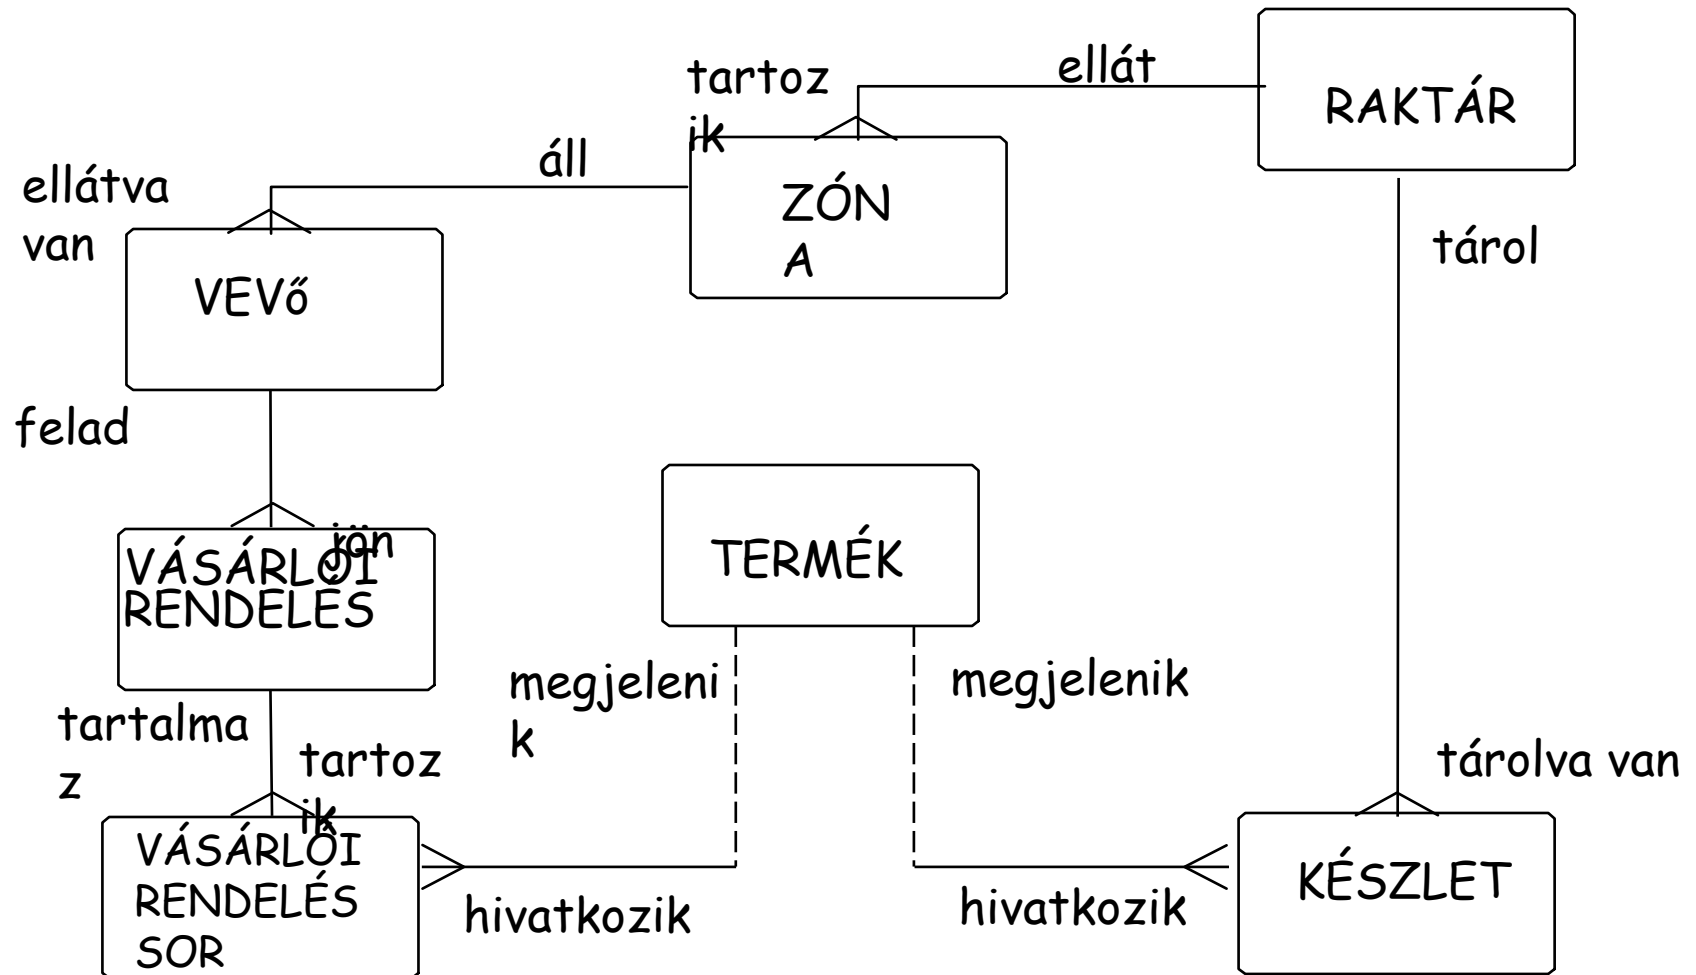 ellát
tartoz
ik
RAKTÁR
áll
ellátva
van
ZÓN
A
tárol
VEVő
felad
jön
VÁSÁRLÓI
RENDELÉS
TERMÉK
megjeleni
k
megjelenik
tartalma
z
tartoz
ik
tárolva van
VÁSÁRLÓI
RENDELÉS
SOR
KÉSZLET
hivatkozik
hivatkozik